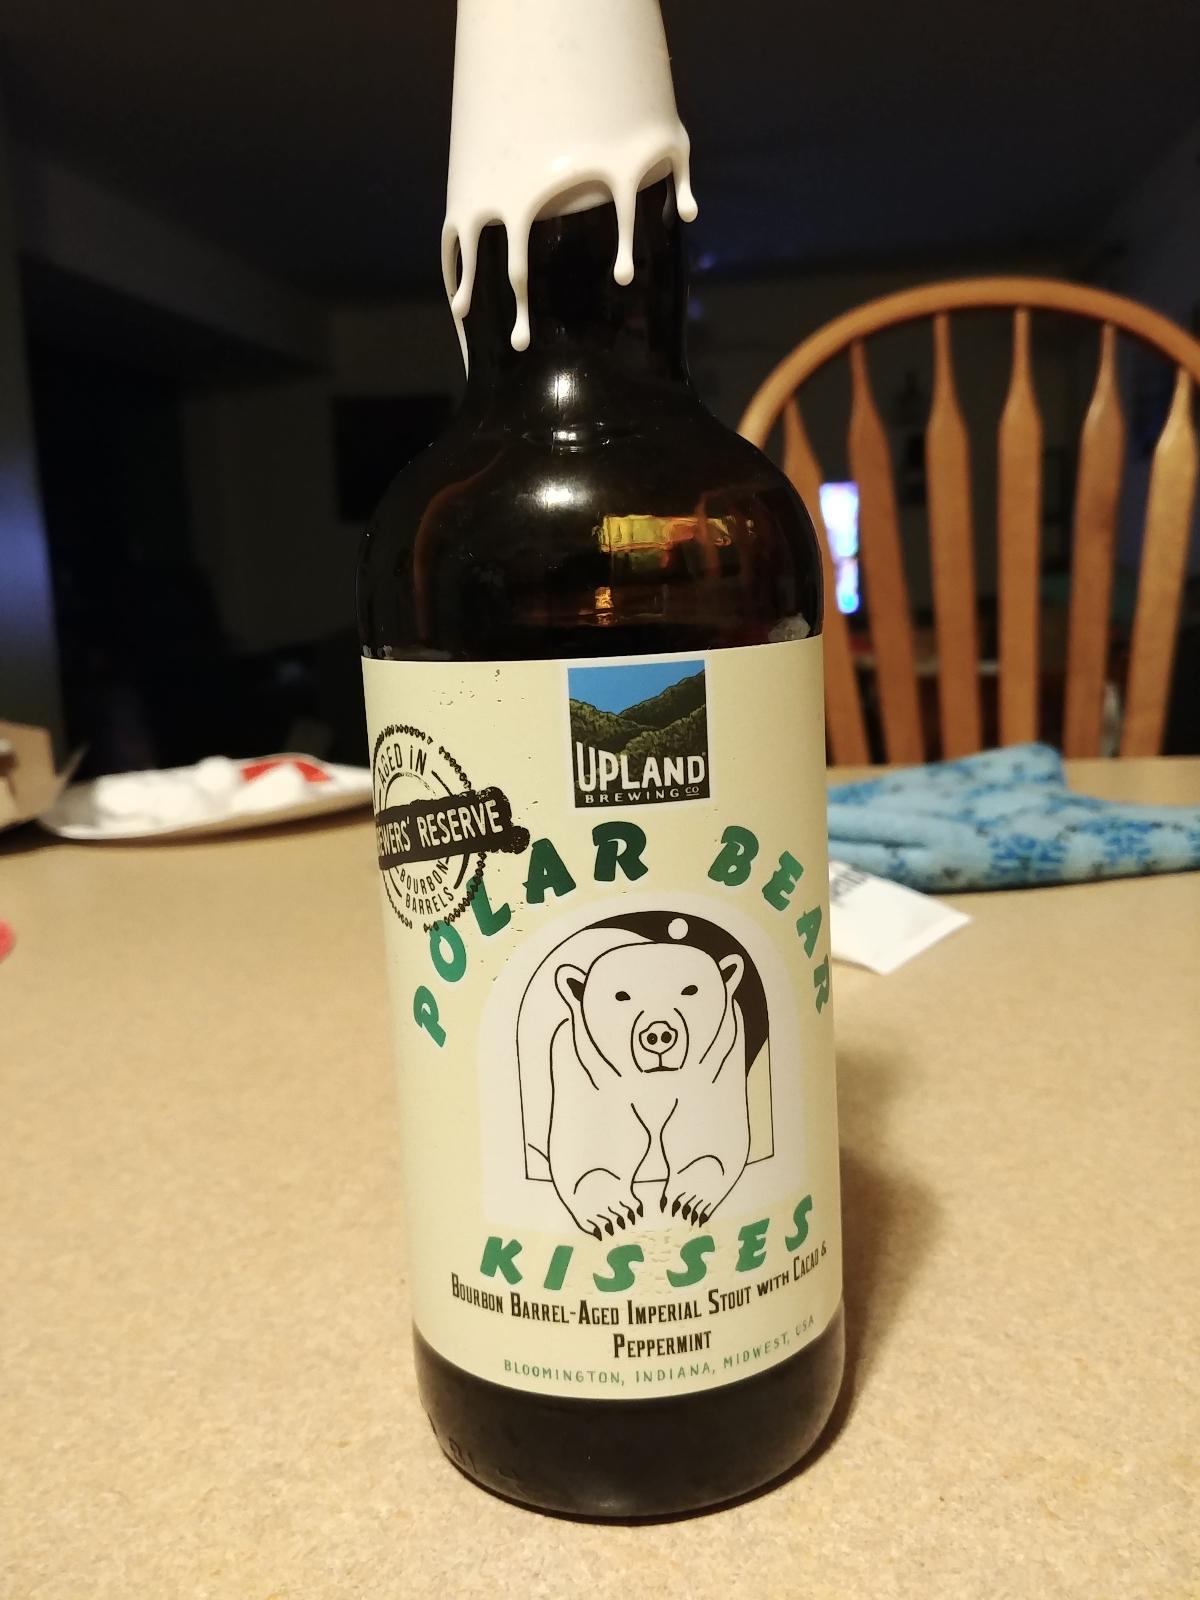 UPLAND
BREWING CO
AGED IN
BREWERS' RESERVE
BOURBON
BARRELS
POLAR BEAR
KISSES
BOURBON BARREL-AGED IMPERIAL STOUT WITH CACAO &
PEPPERMINT
BLOOMINGTON, INDIANA, MIDWEST, USA